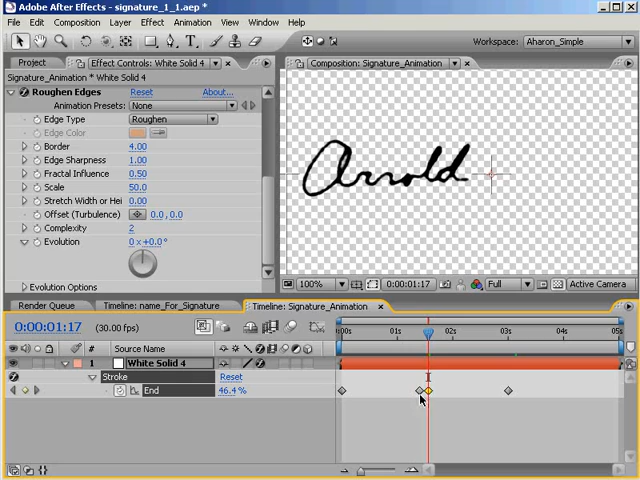 Adobe After Effects - signature_1_1.aep *
File Edit Composition Layer Effect Animation View Window Help
Workspace: Aharon_Simple
Project Effect Controls: White Solid 4
Composition: Signature_Animation
Signature_Animation * White Solid 4
Roughen Edges Reset About...
Animation Presets: None
Edge Type Roughen
Edge Color
Border 4.00
Edge Sharpness 1.00
Fractal Influence 0.50
Scale 50.0
Stretch Width or Hei 0.00
Offset (Turbulence) 0.0, 0.0
Complexity 2
Evolution 0 x+0.0°
Evolution Options
Arnold
100% 0:00:01:17 Full Active Camera
Render Queue Timeline: name_For_Signature Timeline: Signature_Animation
0:00:01:17 (30.00 fps)
:00s 01s 02s 03s 04s 05s
# Source Name
1 White Solid 4
Stroke Reset
End 46.4 %